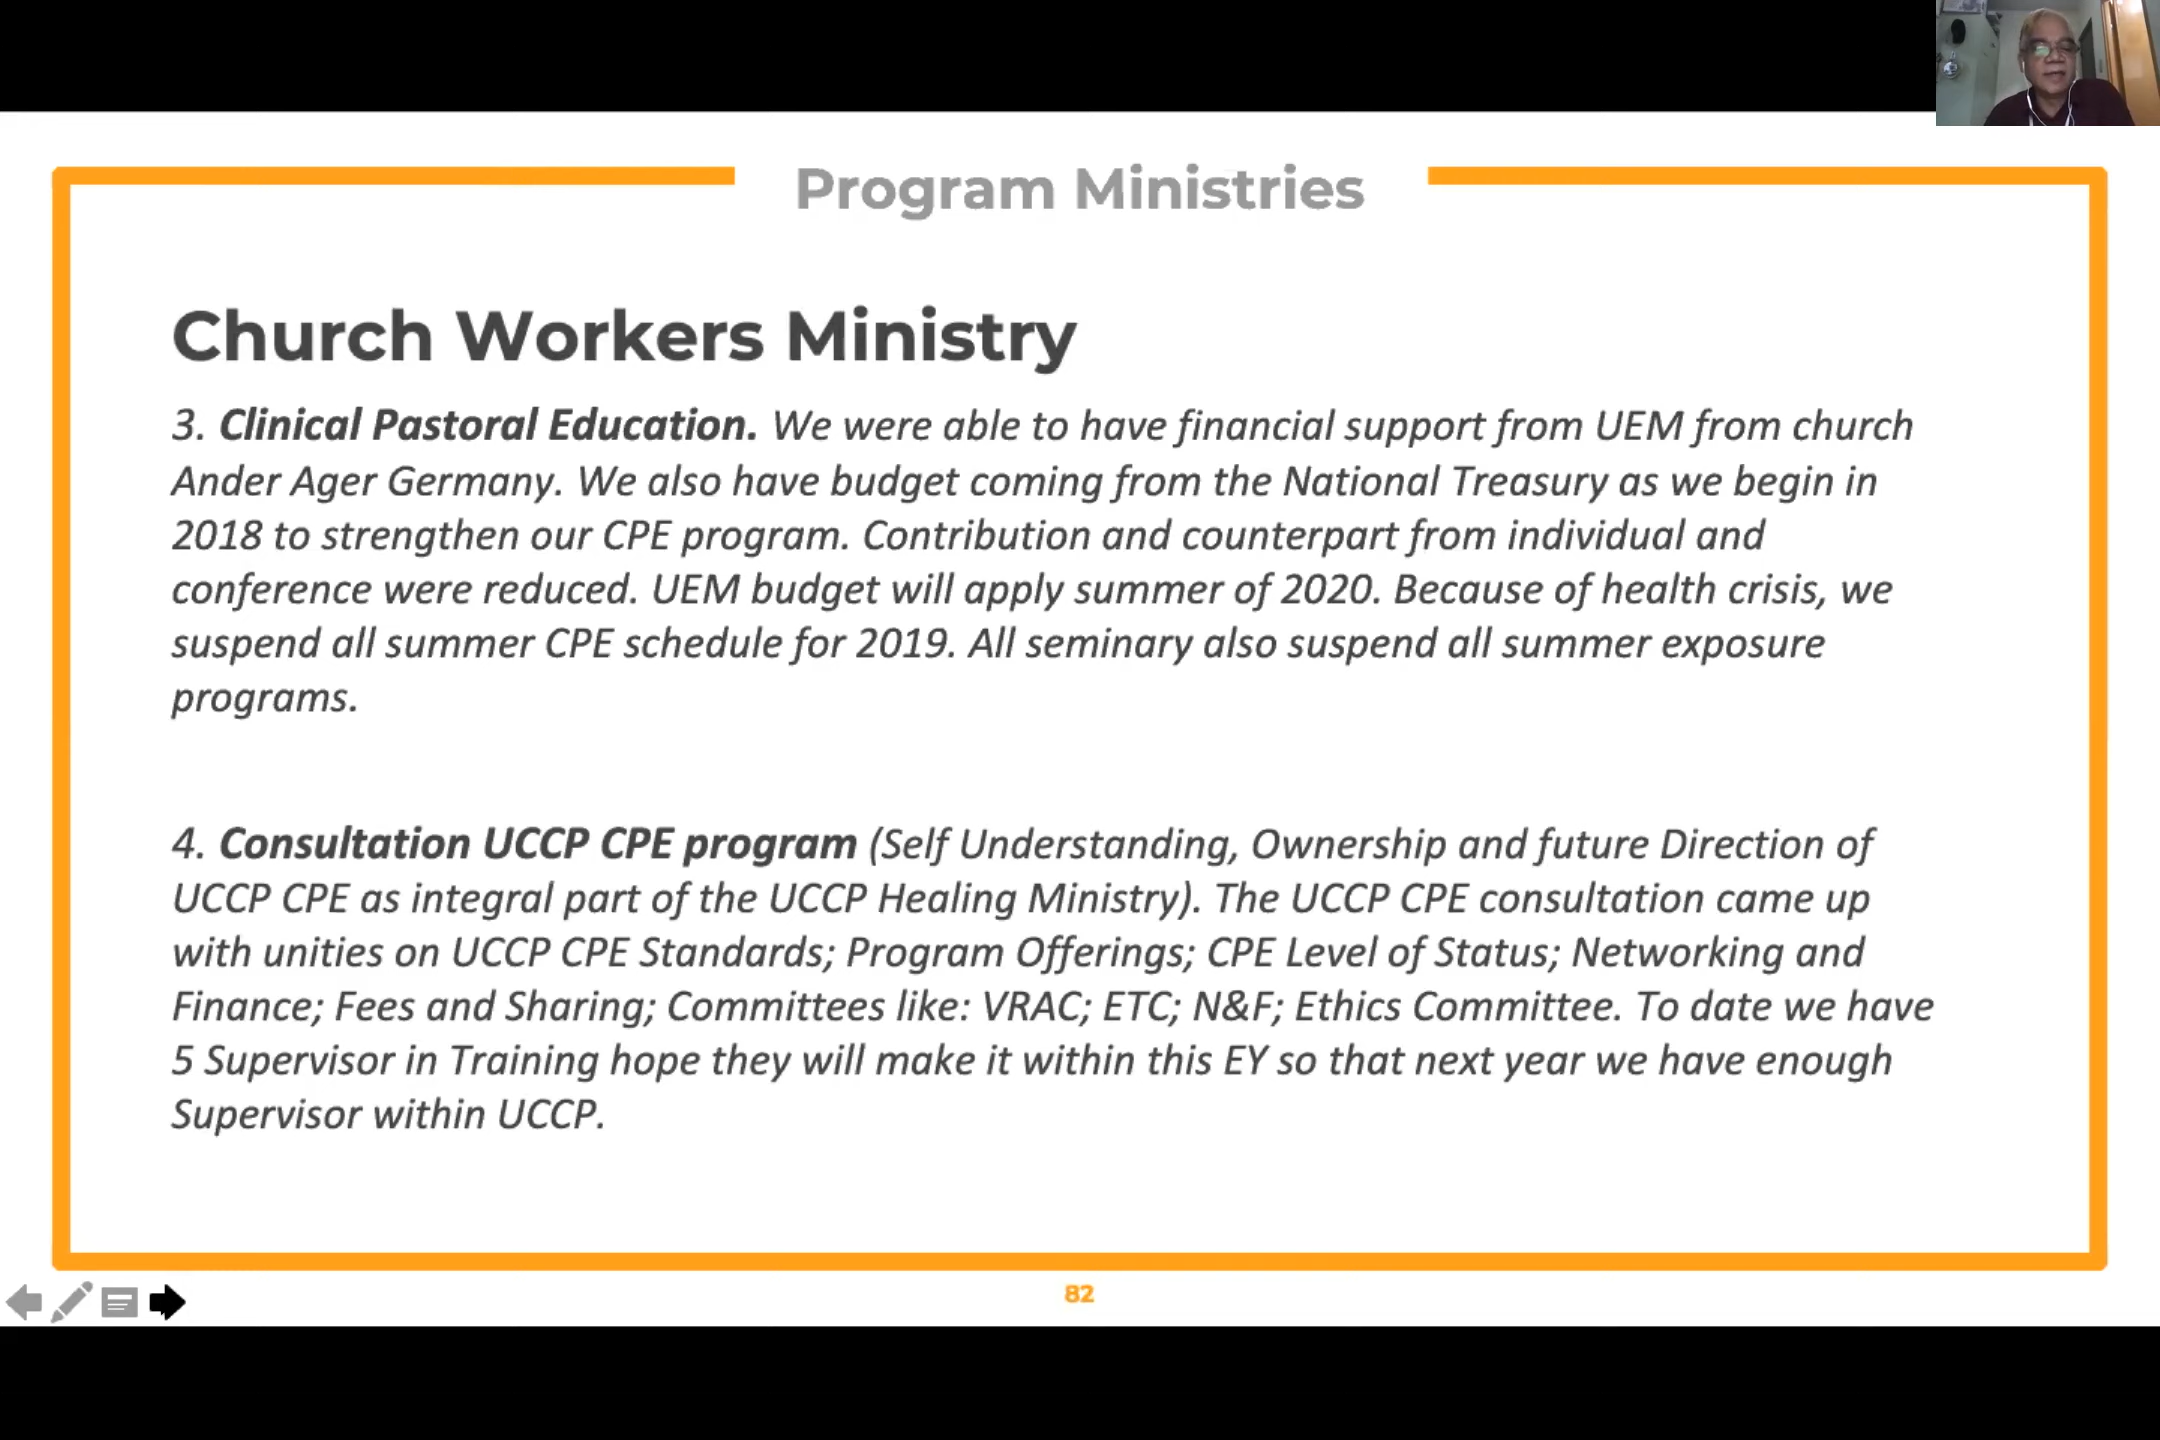 Program Ministries
Church Workers Ministry
3. Clinical Pastoral Education. We were able to have financial support from UEM from church
Ander Ager Germany. We also have budget coming from the National Treasury as we begin in
2018 to strengthen our CPE program. Contribution and counterpart from individual and
conference were reduced. UEM budget will apply summer of 2020. Because of health crisis, we
suspend all summer CPE schedule for 2019. All seminary also suspend all summer exposure
programs.
4. Consultation UCCP CPE program (Self Understanding, Ownership and future Direction of
UCCP CPE as integral part of the UCCP Healing Ministry). The UCCP CPE consultation came up
with unities on UCCP CPE Standards; Program Offerings; CPE Level of Status; Networking and
Finance; Fees and Sharing; Committees like: VRAC; ETC; N&F; Ethics Committee. To date we have
5 Supervisor in Training hope they will make it within this EY so that next year we have enough
Supervisor within UCCP.
82